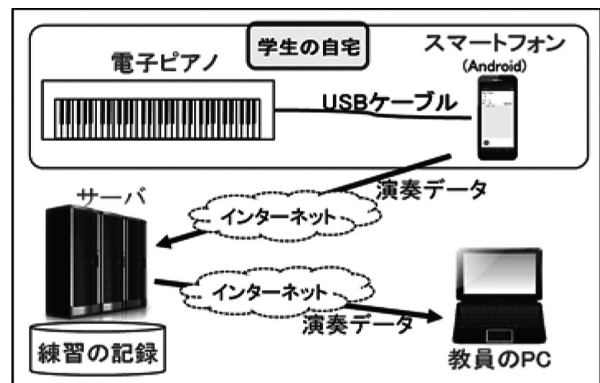 学生の自宅
電子ピアノ
スマートフォン
(Android)
USBケーブル
演奏データ
サーバ
インターネット
インターネット
演奏データ
練習の記録
教員のPC